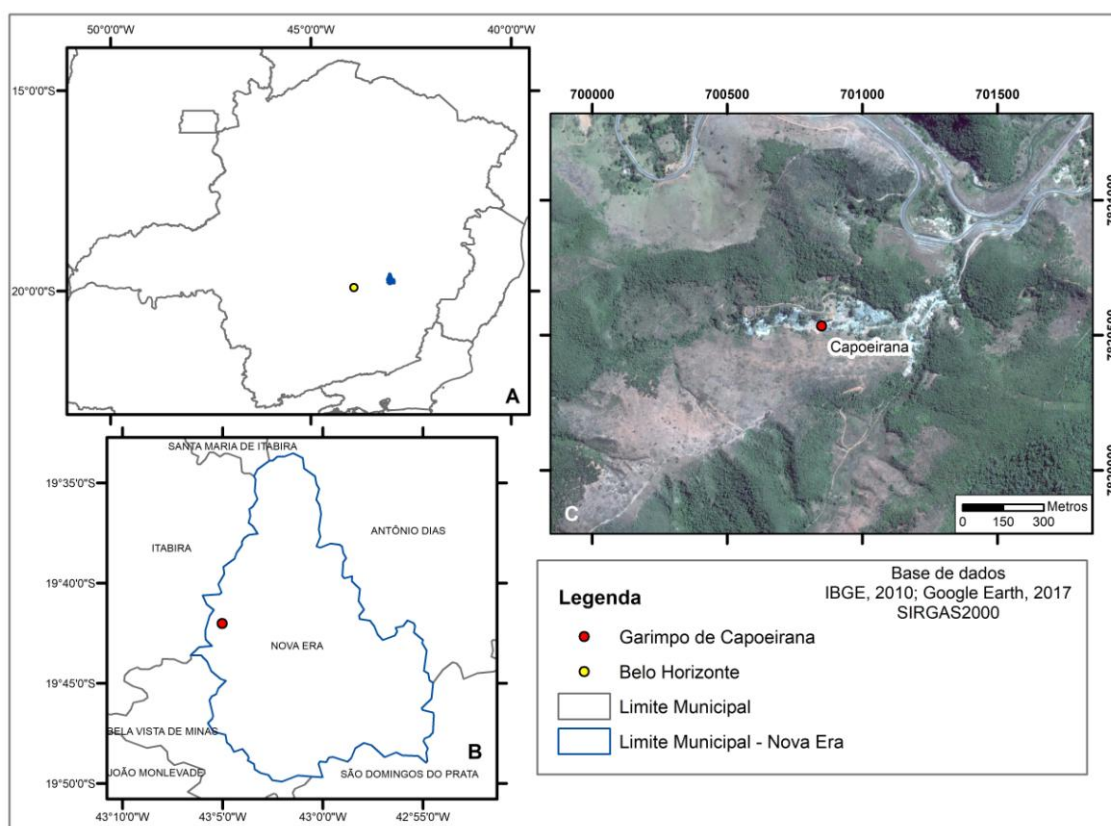 50°0'0"W
45°0'0"W
40°0'0"W
15°0'0"S
20°0'0"S
A
700000
700500
701000
701500
7821000
7820500
7820000
Capoeirana
C
Metros
0 150 300
SANTA MARIA DE ITABIRA
19°35'0"S
ANTÔNIO DIAS
ITABIRA
19°40'0"S
NOVA ERA
19°45'0"S
BELA VISTA DE MINAS
B
JOÃO MONLEVADE
SÃO DOMINGOS DO PRATA
19°50'0"S
43°10'0"W
43°5'0"W
43°0'0"W
42°55'0"W
Base de dados
IBGE, 2010; Google Earth, 2017
SIRGAS2000
Legenda
Garimpo de Capoeirana
Belo Horizonte
Limite Municipal
Limite Municipal - Nova Era